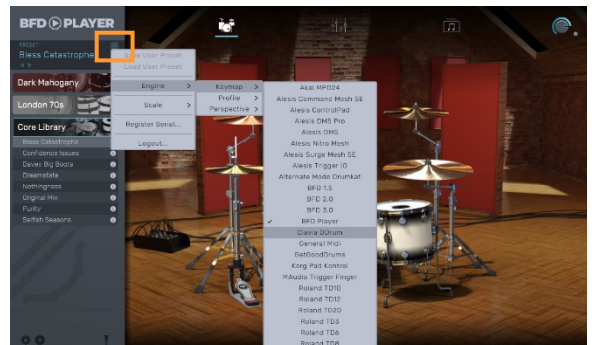 BFD PLAYER
PRESET
Bless Catastrophe
Save User Preset
Load User Preset
Engine >
Scale >
Register Serial...
Logout...
Keymap >
Profile >
Perspective >
Akai MPD24
Alesis Command Mesh SE
Alesis ControlPad
Alesis DM5 Pro
Alesis DM5
Alesis Nitro Mesh
Alesis Surge Mesh SE
Alesis Trigger IO
Alternate Mode Drumkat
BFD 1.5
BFD 2.0
BFD 3.0
✓ BFD Player
Clavia DDrum
General Midi
GetGoodDrums
Korg Pad Kontrol
MAudio Trigger Finger
Roland TD10
Roland TD12
Roland TD20
Roland TD3
Roland TD6
Roland TD8
Dark Mahogany
London 70s
Core Library
Bless Catastrophe
Confidence Issues
Davey Big Boots
Dreamstate
Nothingness
Original Mix
Purity
Selfish Seasons